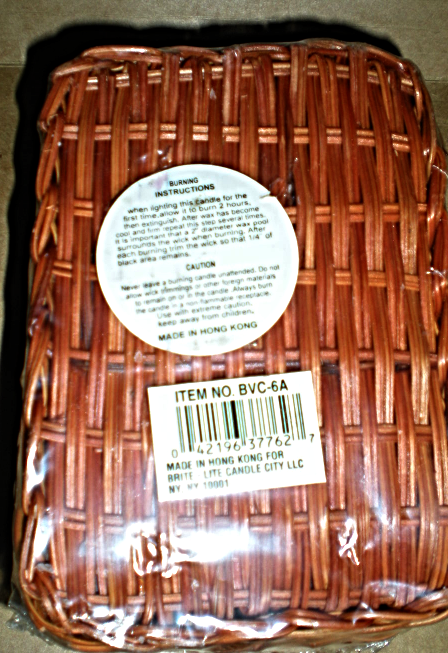 BURNING
INSTRUCTIONS
when lighting this candle for the
first time, allow it to burn 2 hours,
then extinguish. After wax has become
cool and firm repeat this step several times.
It is important that a 2" diameter wax pool
surrounds the wick when burning. After
each burning trim the wick so that 1/4" of
black area remains.
CAUTION
Never leave a burning candle unattended. Do not
allow wick trimmings or other foreign materials
to remain on or in the candle. Always burn
the candle in a non-flammable receptacle.
Use with extreme caution.
keep away from children.
MADE IN HONG KONG
ITEM NO. BVC-6A
0 42196 37762 7
MADE IN HONG KONG FOR
BRITE LITE CANDLE CITY LLC
NY. NY 10001